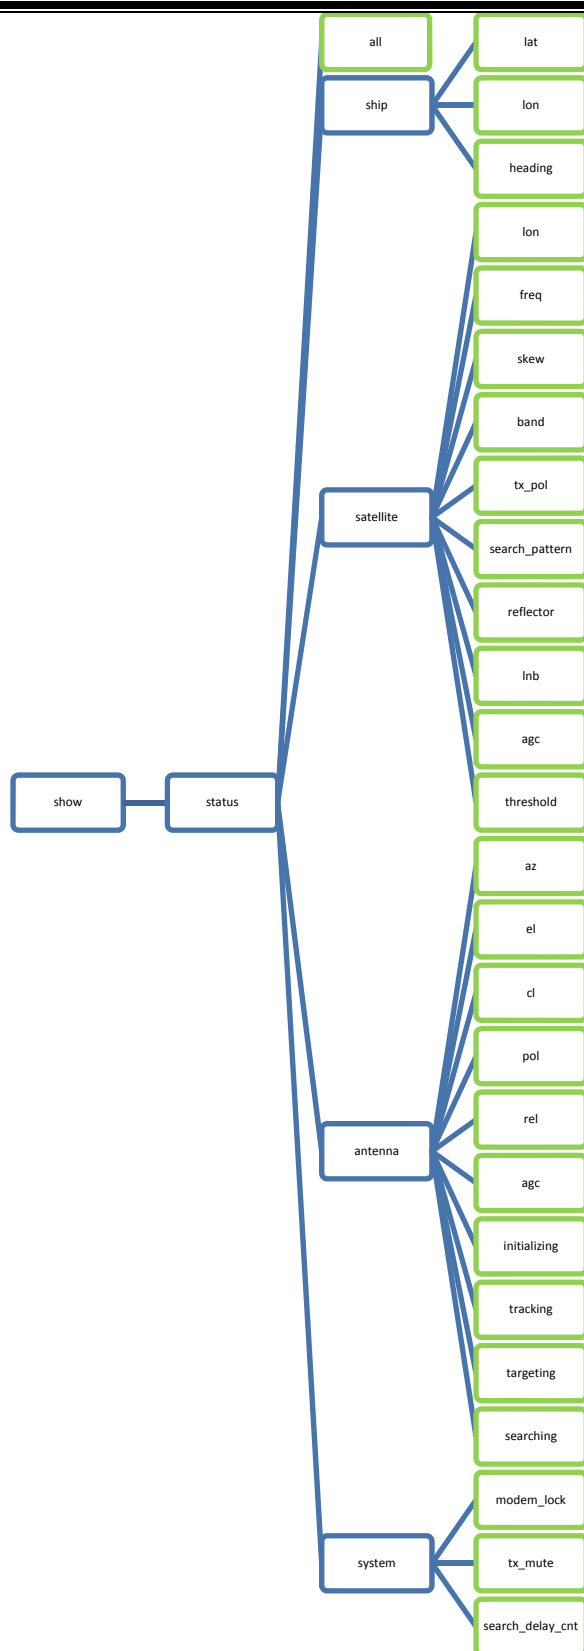 all
lat
ship
lon
heading
lon
freq
skew
band
tx_pol
satellite
search_pattern
reflector
lnb
agc
show
status
threshold
az
el
cl
pol
rel
antenna
agc
initializing
tracking
targeting
searching
modem_lock
system
tx_mute
search_delay_cnt